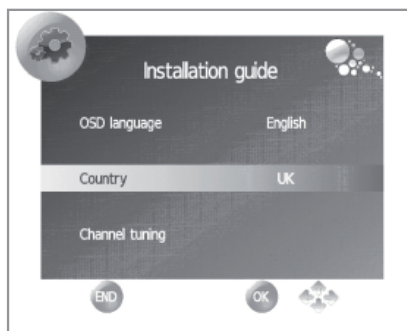 Installation guide
OSD language English
Country UK
Channel tuning
END OK